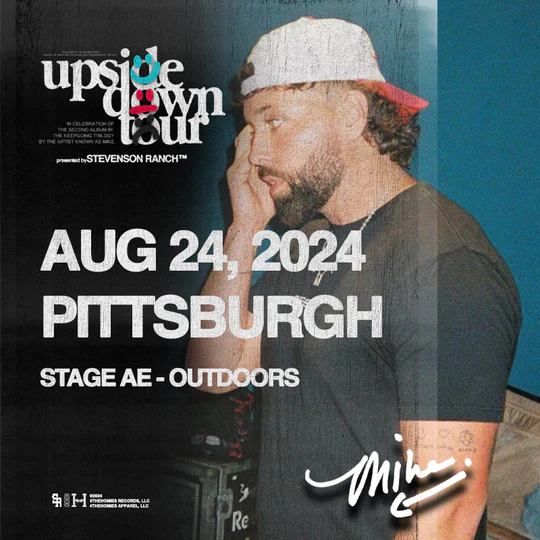 upside
down
tour
IN CELEBRATION OF
THE SECOND ALBUM IN
THE KEEPGOING TRILOGY
BY THE ARTIST KNOWN AS MIKE.
presented by STEVENSON RANCH™
AUG 24, 2024
PITTSBURGH
STAGE AE - OUTDOORS
mike.
©2024
4THEHOMIES RECORDS, LLC
4THEHOMIES APPAREL, LLC
Re